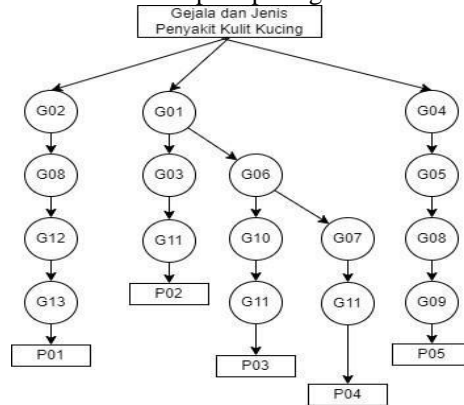 Gejala dan Jenis
Penyakit Kulit Kucing
G02
G01
G04
G08
G03
G06
G05
G12
G11
G10
G07
G08
G13
P02
G11
G11
G09
P01
P03
P05
P04